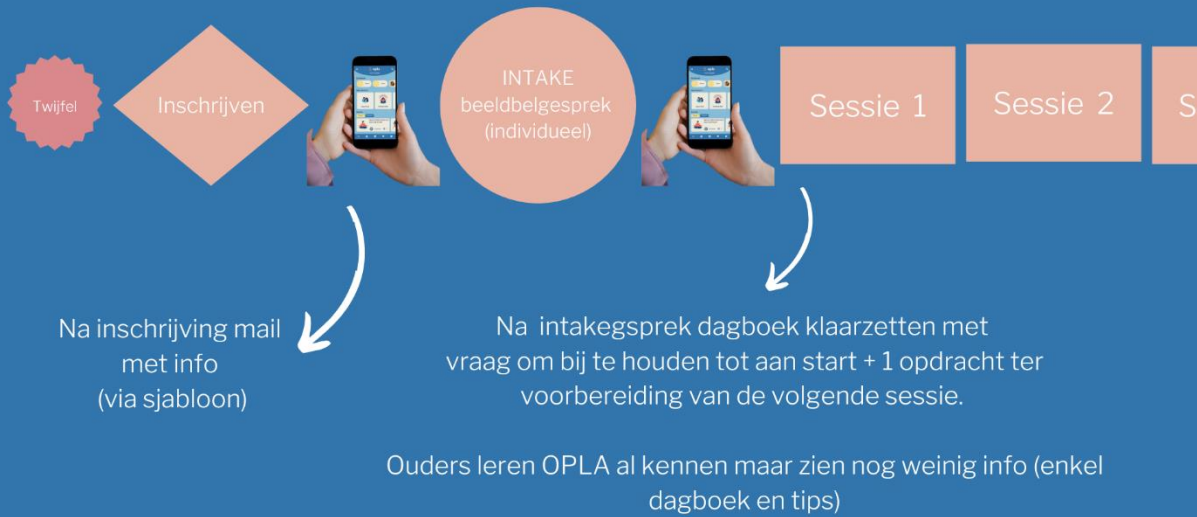 Twijfel
Inschrijven
INTAKE
beeldbelgesprek
(individueel)
Sessie 1
Sessie 2
S
Na inschrijving mail
met info
(via sjabloon)
Na intakegsprek dagboek klaarzetten met
vraag om bij te houden tot aan start + 1 opdracht ter
voorbereiding van de volgende sessie.
Ouders leren OPLA al kennen maar zien nog weinig info (enkel
dagboek en tips)